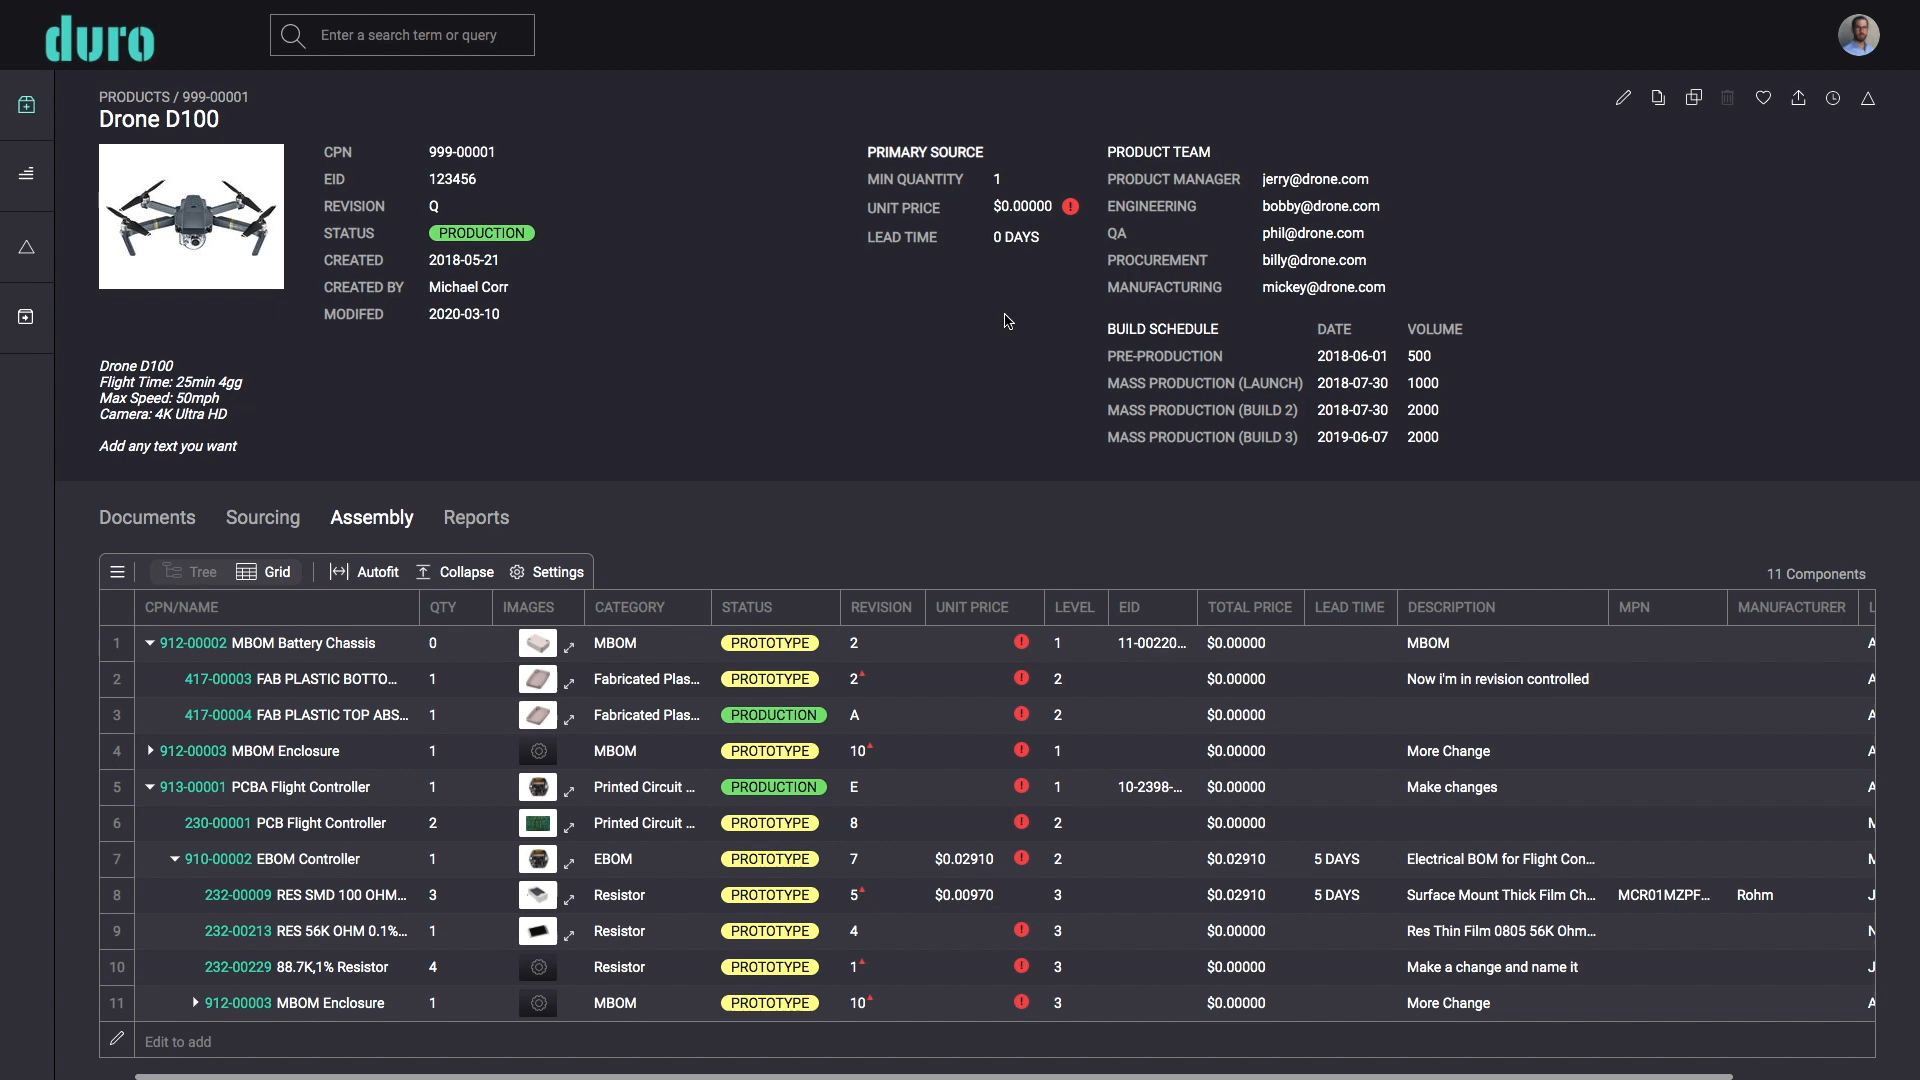 duro
Enter a search term or query
PRODUCTS / 999-00001
Drone D100
CPN 999-00001
EID 123456
REVISION Q
STATUS PRODUCTION
CREATED 2018-05-21
CREATED BY Michael Corr
MODIFED 2020-03-10
Drone D100
Flight Time: 25min 4gg
Max Speed: 50mph
Camera: 4K Ultra HD
Add any text you want
PRIMARY SOURCE
MIN QUANTITY 1
UNIT PRICE $0.00000 !
LEAD TIME 0 DAYS
PRODUCT TEAM
PRODUCT MANAGER jerry@drone.com
ENGINEERING bobby@drone.com
QA phil@drone.com
PROCUREMENT billy@drone.com
MANUFACTURING mickey@drone.com
BUILD SCHEDULE DATE VOLUME
PRE-PRODUCTION 2018-06-01 500
MASS PRODUCTION (LAUNCH) 2018-07-30 1000
MASS PRODUCTION (BUILD 2) 2018-07-30 2000
MASS PRODUCTION (BUILD 3) 2019-06-07 2000
Documents Sourcing Assembly Reports
Tree Grid Autofit Collapse Settings 11 Components
CPN/NAME QTY IMAGES CATEGORY STATUS REVISION UNIT PRICE LEVEL EID TOTAL PRICE LEAD TIME DESCRIPTION MPN MANUFACTURER L
1 912-00002 MBOM Battery Chassis 0 MBOM PROTOTYPE 2 ! 1 11-00220... $0.00000 MBOM A
2 417-00003 FAB PLASTIC BOTTO... 1 Fabricated Plas... PROTOTYPE 2 ! 2 $0.00000 Now i'm in revision controlled A
3 417-00004 FAB PLASTIC TOP ABS... 1 Fabricated Plas... PRODUCTION A ! 2 $0.00000 A
4 912-00003 MBOM Enclosure 1 MBOM PROTOTYPE 10 ! 1 $0.00000 More Change A
5 913-00001 PCBA Flight Controller 1 Printed Circuit ... PRODUCTION E ! 1 10-2398-... $0.00000 Make changes A
6 230-00001 PCB Flight Controller 2 Printed Circuit ... PROTOTYPE 8 ! 2 $0.00000
7 910-00002 EBOM Controller 1 EBOM PROTOTYPE 7 $0.02910 ! 2 $0.02910 5 DAYS Electrical BOM for Flight Con...
8 232-00009 RES SMD 100 OHM... 3 Resistor PROTOTYPE 5 $0.00970 3 $0.02910 5 DAYS Surface Mount Thick Film Ch... MCR01MZPF... Rohm J
9 232-00213 RES 56K OHM 0.1%... 1 Resistor PROTOTYPE 4 ! 3 $0.00000 Res Thin Film 0805 56K Ohm...
10 232-00229 88.7K,1% Resistor 4 Resistor PROTOTYPE 1 ! 3 $0.00000 Make a change and name it J
11 912-00003 MBOM Enclosure 1 MBOM PROTOTYPE 10 ! 3 $0.00000 More Change A
Edit to add